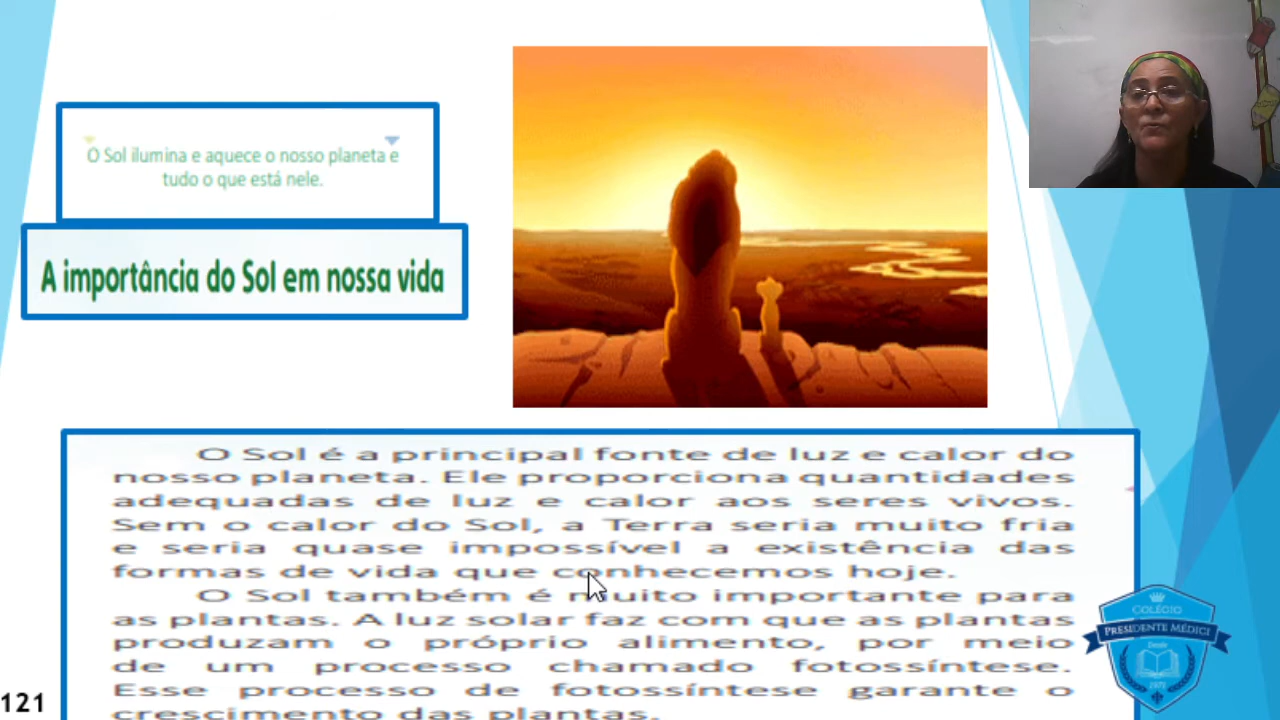 O Sol ilumina e aquece o nosso planeta e
tudo o que está nele.
A importância do Sol em nossa vida
O Sol é a principal fonte de luz e calor do
nosso planeta. Ele proporciona quantidades
adequadas de luz e calor aos seres vivos.
Sem o calor do Sol, a Terra seria muito fria
e seria quase impossível a existência das
formas de vida que conhecemos hoje.
O Sol também é muito importante para
as plantas. A luz solar faz com que as plantas
produzam o próprio alimento, por meio
de um processo chamado fotossíntese.
Esse processo de fotossíntese garante o
crescimento das plantas.
COLÉGIO
PRESIDENTE MÉDICI
Desde
1971
121